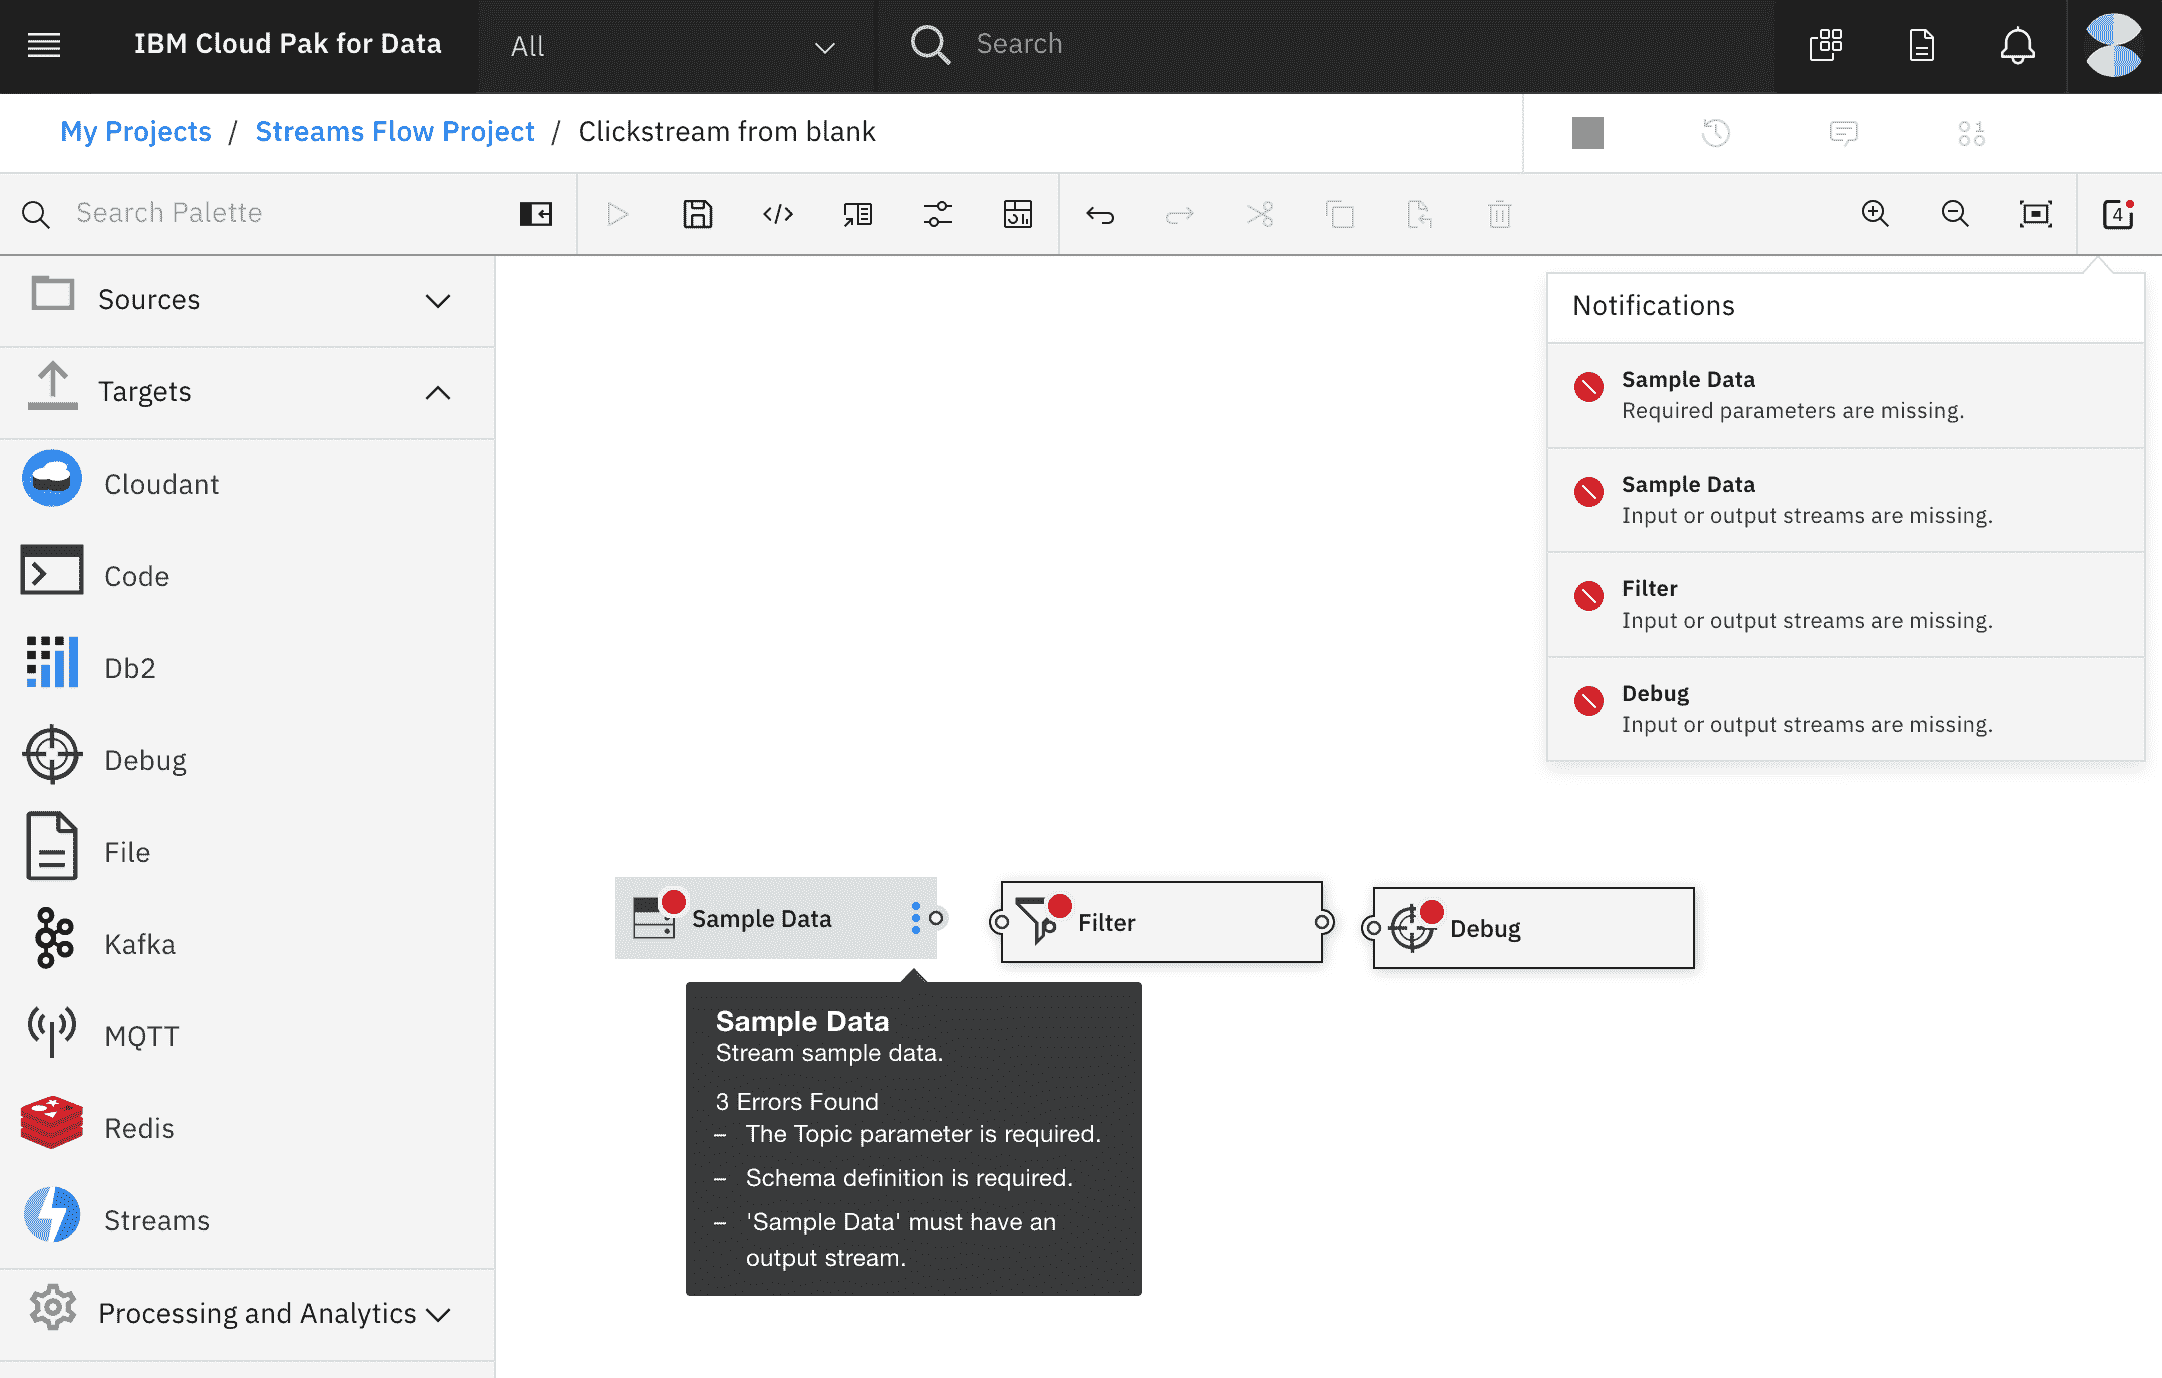 IBM Cloud Pak for Data
All
Search
My Projects / Streams Flow Project / Clickstream from blank
Search Palette
4
Sources
Targets
Cloudant
Code
Db2
Debug
File
Kafka
MQTT
Redis
Streams
Processing and Analytics
Notifications
Sample Data
Required parameters are missing.
Sample Data
Input or output streams are missing.
Filter
Input or output streams are missing.
Debug
Input or output streams are missing.
Sample Data
Filter
Debug
Sample Data
Stream sample data.
3 Errors Found
– The Topic parameter is required.
– Schema definition is required.
– 'Sample Data' must have an
output stream.